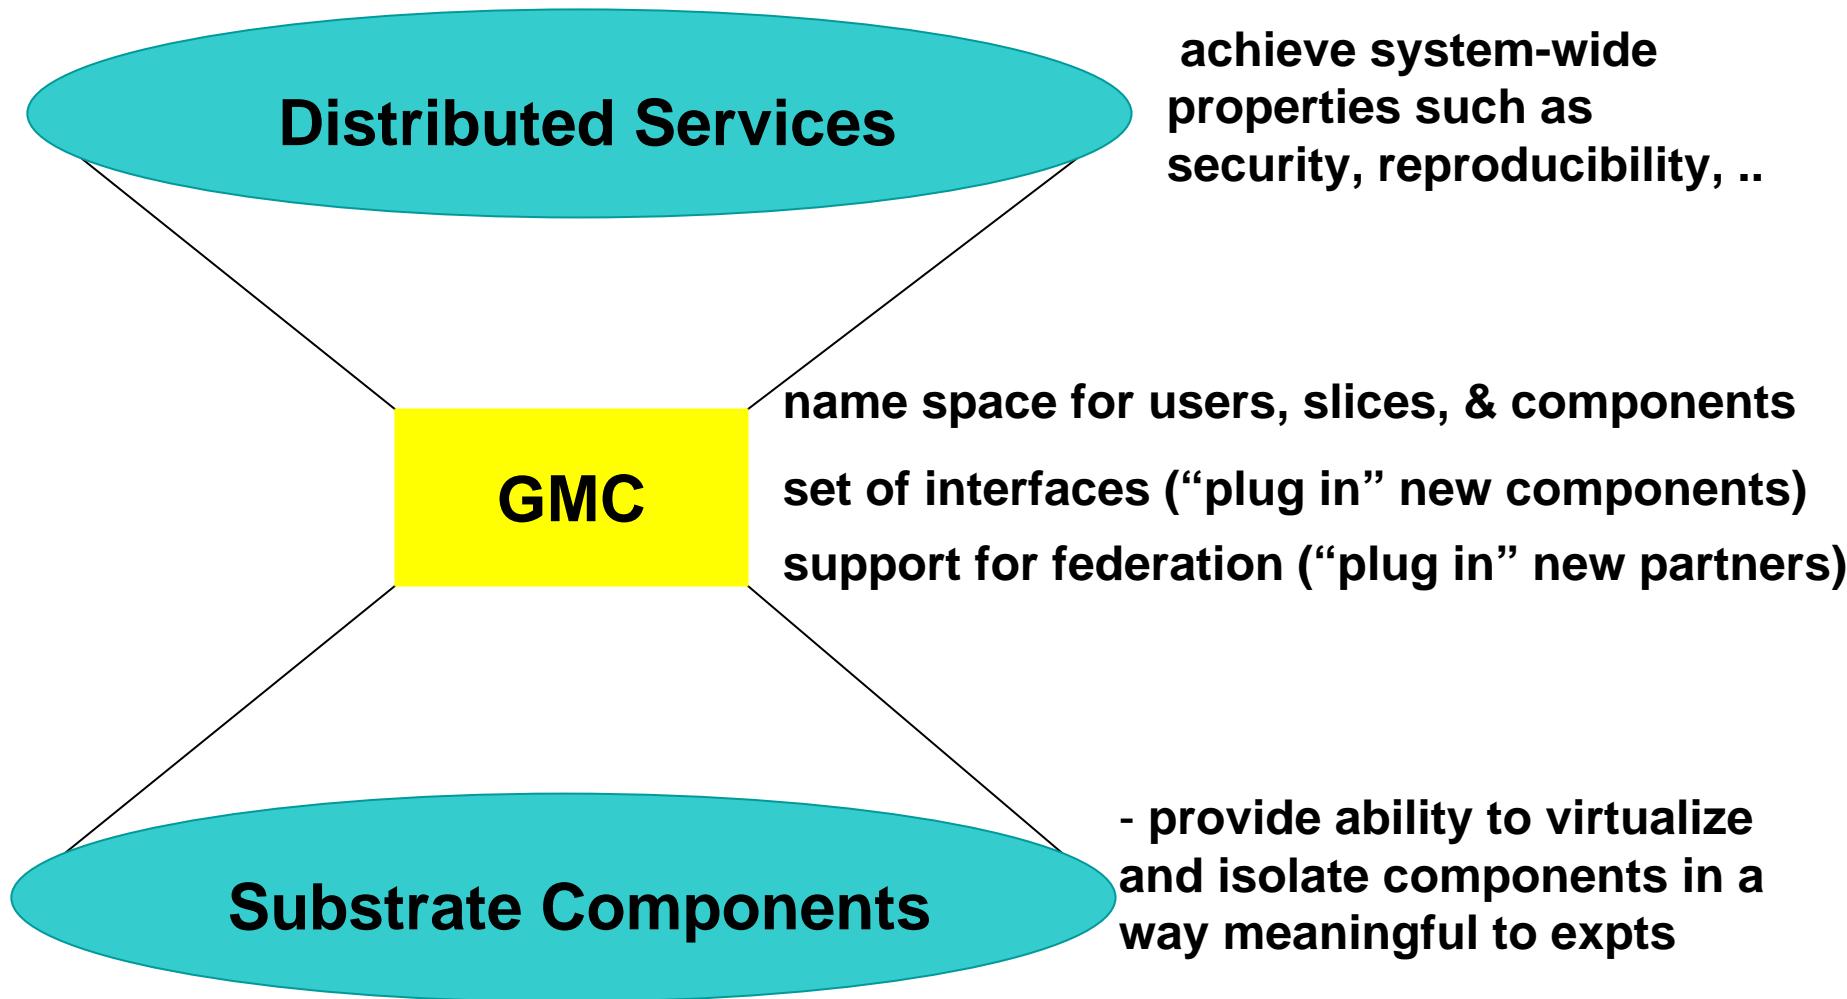 Distributed Services
achieve system-wide
properties such as
security, reproducibility, ..
GMC
name space for users, slices, & components
set of interfaces (“plug in” new components)
support for federation (“plug in” new partners)
Substrate Components
- provide ability to virtualize
and isolate components in a
way meaningful to expts